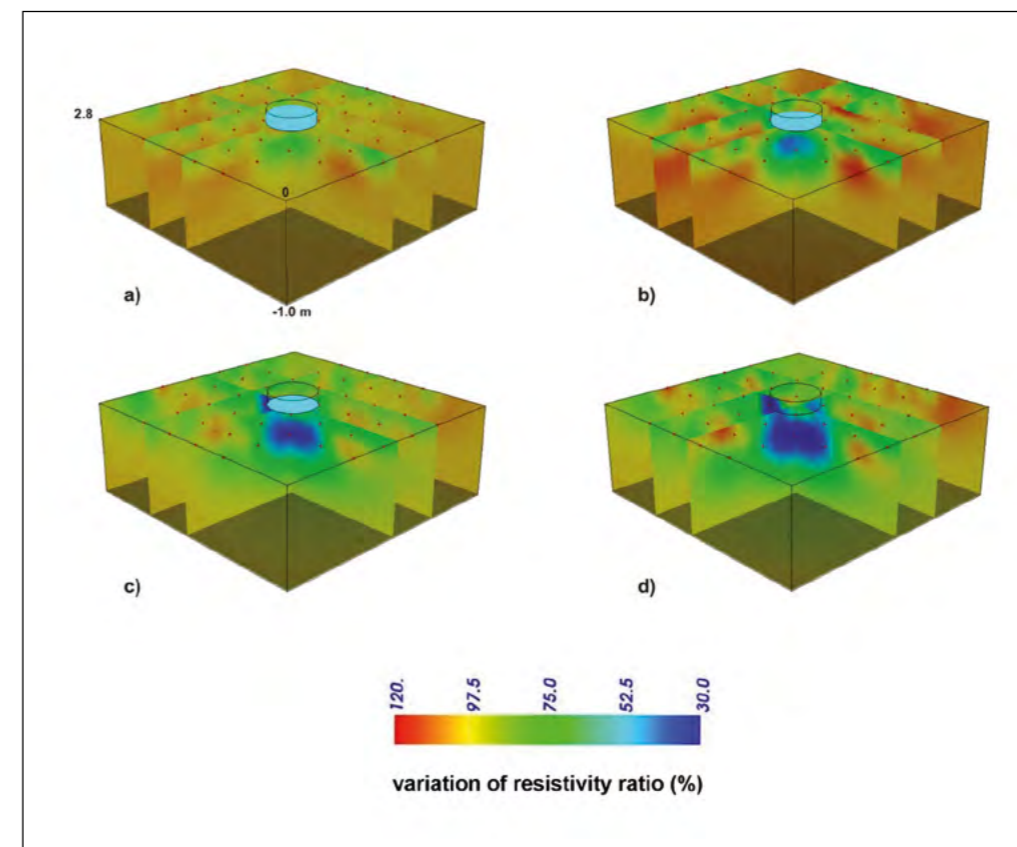 2.8
0
a)
-1.0 m
b)
c)
d)
120. 97.5 75.0 52.5 30.0
variation of resistivity ratio (%)